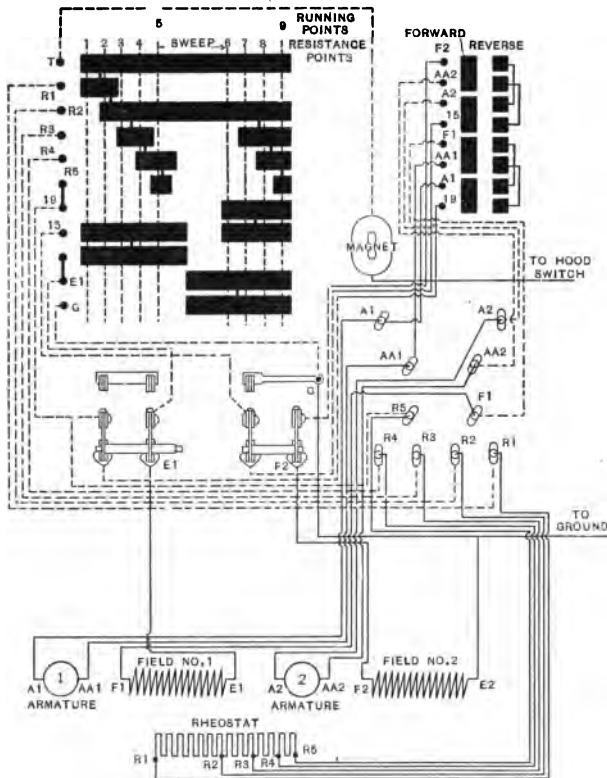 5 9 RUNNING POINTS
1 2 3 4 SWEEP 6 7 8 RESISTANCE POINTS
T
R1
R2
R3
R4
R5
19
15
E1
G
FORWARD
REVERSE
F2
AA2
A2
15
F1
AA1
A1
19
MAGNET
TO HOOD SWITCH
A1
A2
AA1
AA2
G
R5
F1
R4 R3 R2 R1
E1
F2
TO GROUND
A1 1 AA1
ARMATURE
F1 FIELD NO.1 E1
A2 2 AA2
ARMATURE
F2 FIELD NO.2 E2
RHEOSTAT
R1 R2 R3 R4 R5